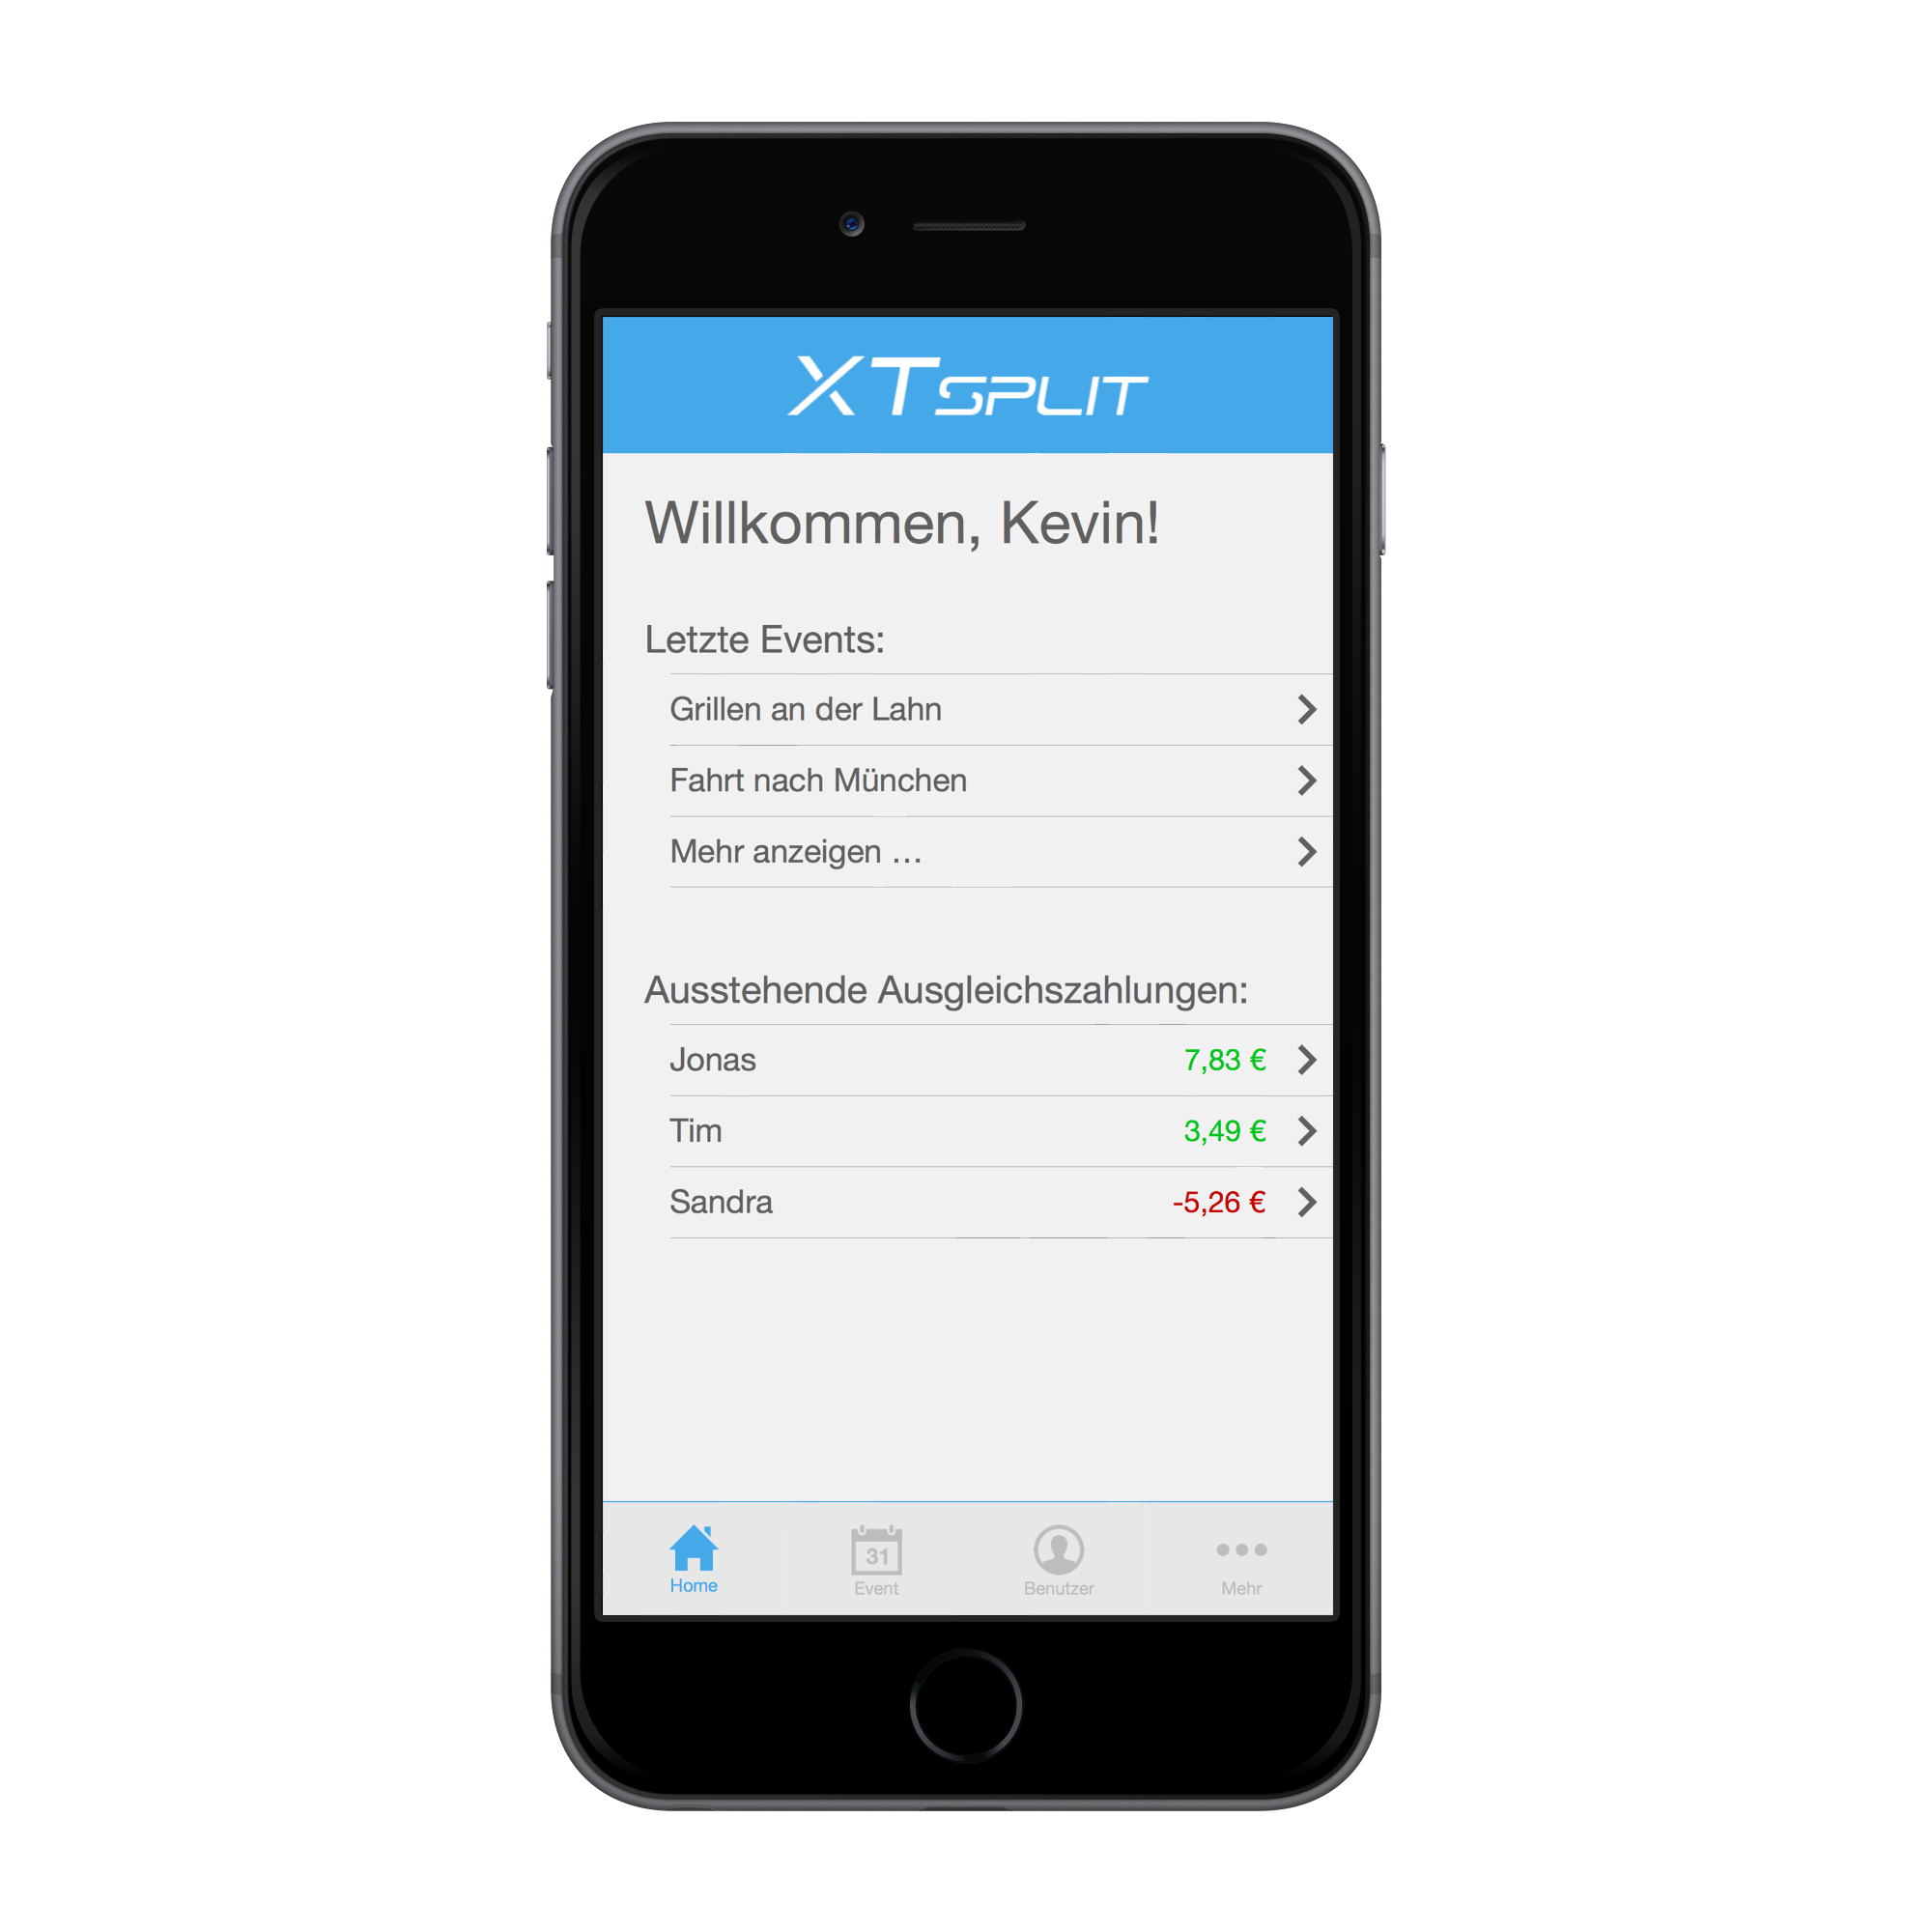 XTSPLIT
Willkommen, Kevin!
Letzte Events:
Grillen an der Lahn
Fahrt nach München
Mehr anzeigen …
Ausstehende Ausgleichszahlungen:
Jonas 7,83 €
Tim 3,49 €
Sandra -5,26 €
31
Home Event Benutzer Mehr